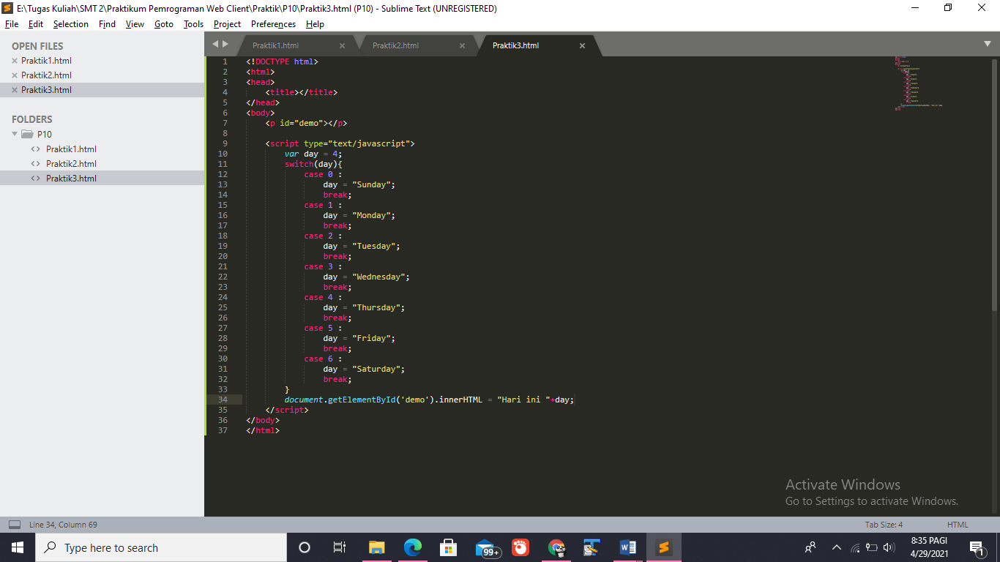 E:\Tugas Kuliah\SMT 2\Praktikum Pemrograman Web Client\Praktik\P10\Praktik3.html (P10) - Sublime Text (UNREGISTERED)
File Edit Selection Find View Goto Tools Project Preferences Help
OPEN FILES
Praktik1.html
Praktik2.html
Praktik3.html
FOLDERS
P10
Praktik1.html
Praktik2.html
Praktik3.html
Praktik1.html Praktik2.html Praktik3.html
1 <!DOCTYPE html>
2 <html>
3 <head>
4 <title></title>
5 </head>
6 <body>
7 <p id="demo"></p>
8
9 <script type="text/javascript">
10 var day = 4;
11 switch(day){
12 case 0 :
13 day = "Sunday";
14 break;
15 case 1 :
16 day = "Monday";
17 break;
18 case 2 :
19 day = "Tuesday";
20 break;
21 case 3 :
22 day = "Wednesday";
23 break;
24 case 4 :
25 day = "Thursday";
26 break;
27 case 5 :
28 day = "Friday";
29 break;
30 case 6 :
31 day = "Saturday";
32 break;
33 }
34 document.getElementById('demo').innerHTML = "Hari ini "+day;
35 </script>
36 </body>
37 </html>
Activate Windows
Go to Settings to activate Windows.
Line 34, Column 69
Tab Size: 4
HTML
Type here to search
99+
8:35 PAGI
4/29/2021
1